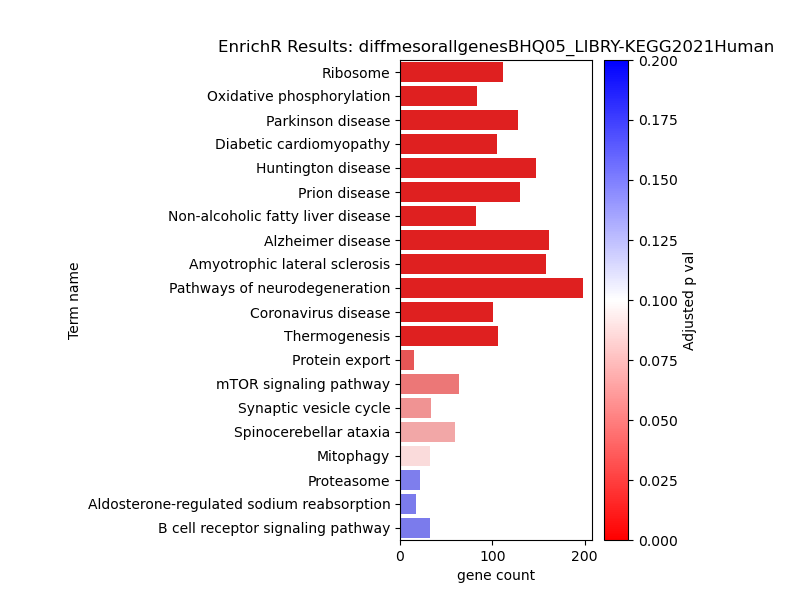 EnrichR Results: diffmesorallgenesBHQ05_LIBRY-KEGG2021Human
Term name
Ribosome
Oxidative phosphorylation
Parkinson disease
Diabetic cardiomyopathy
Huntington disease
Prion disease
Non-alcoholic fatty liver disease
Alzheimer disease
Amyotrophic lateral sclerosis
Pathways of neurodegeneration
Coronavirus disease
Thermogenesis
Protein export
mTOR signaling pathway
Synaptic vesicle cycle
Spinocerebellar ataxia
Mitophagy
Proteasome
Aldosterone-regulated sodium reabsorption
B cell receptor signaling pathway
0 100 200
gene count
0.200
0.175
0.150
0.125
0.100
0.075
0.050
0.025
0.000
Adjusted p val